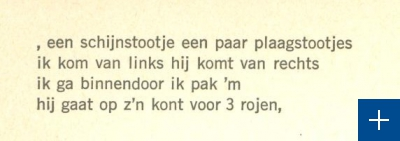 , een schijnstootje een paar plaagstootjes
ik kom van links hij komt van rechts
ik ga binnendoor ik pak 'm
hij gaat op z'n kont voor 3 rojen,